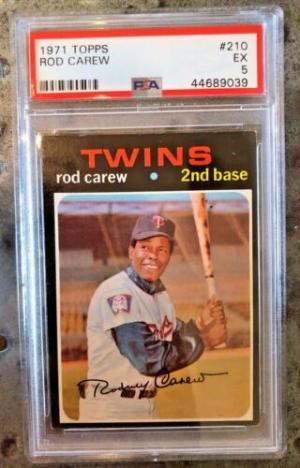 1971 TOPPS #210
ROD CAREW EX
5
PSA 44689039
TWINS
rod carew 2nd base
Rodney Carew